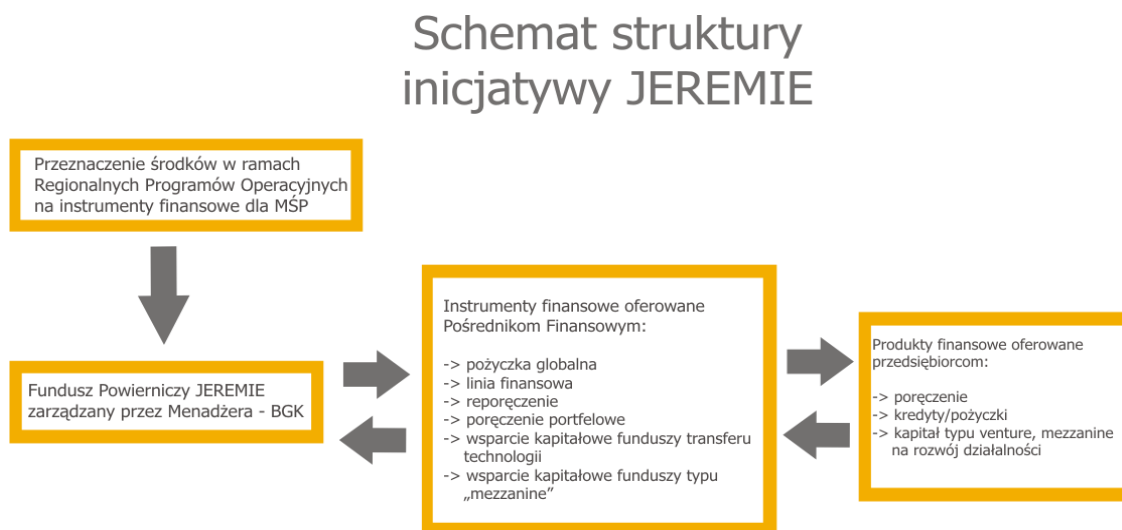 Schemat struktury
inicjatywy JEREMIE
Przeznaczenie środków w ramach
Regionalnych Programów Operacyjnych
na instrumenty finansowe dla MŚP
Fundusz Powierniczy JEREMIE
zarządzany przez Menadżera - BGK
Instrumenty finansowe oferowane
Pośrednikom Finansowym:
-> pożyczka globalna
-> linia finansowa
-> reporęczenie
-> poręczenie portfelowe
-> wsparcie kapitałowe funduszy transferu
technologii
-> wsparcie kapitałowe funduszy typu
„mezzanine”
Produkty finansowe oferowane
przedsiębiorcom:
-> poręczenie
-> kredyty/pożyczki
-> kapitał typu venture, mezzanine
na rozwój działalności